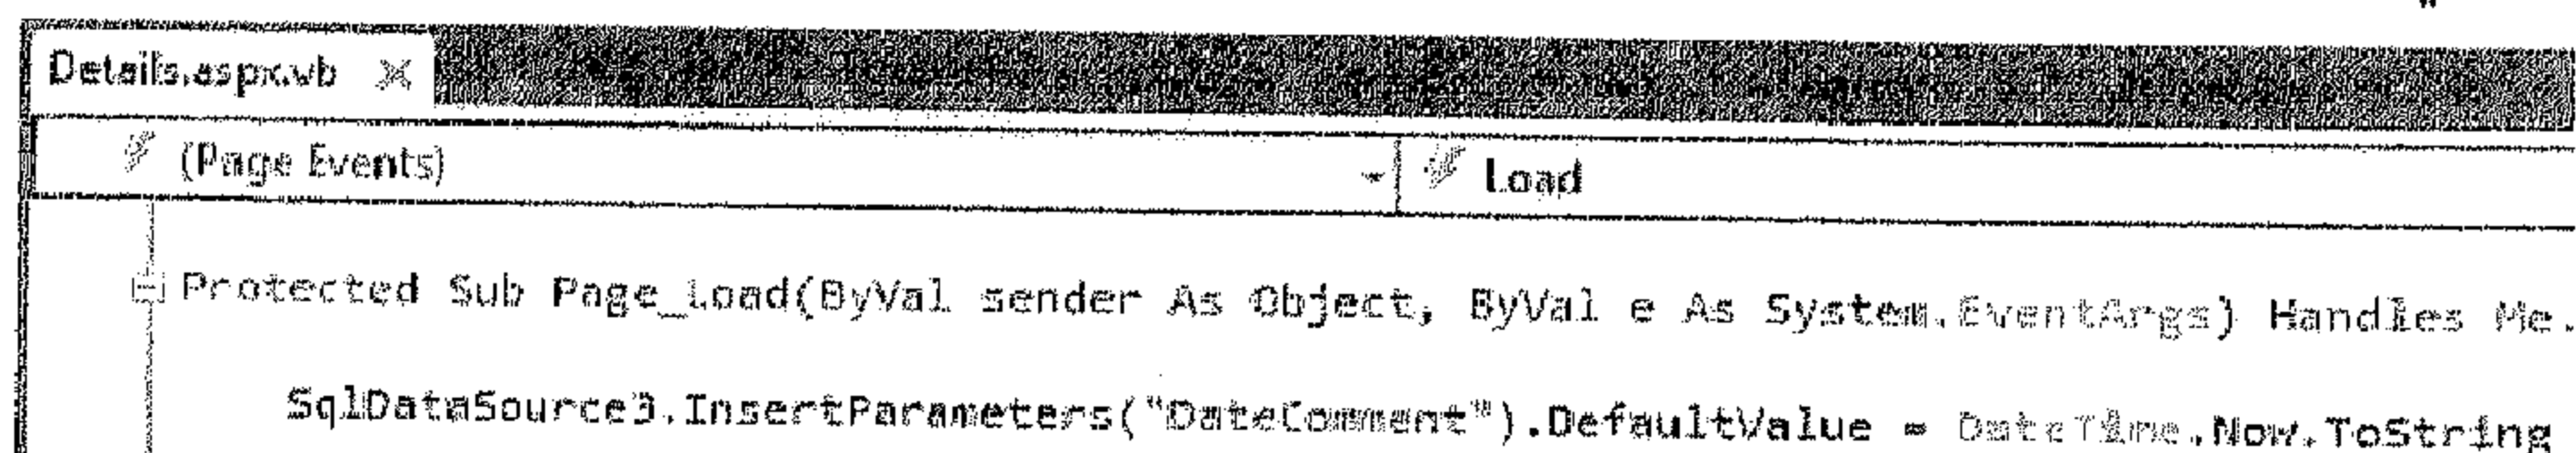 Details.aspx.vb ×
(Page Events)
Load
Protected Sub Page_Load(ByVal sender As Object, ByVal e As System.EventArgs) Handles Me.
SqlDataSource3.InsertParameters("DateComment").DefaultValue = DateTime.Now.ToString